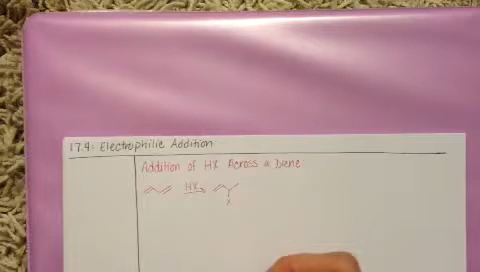 17.4: Electrophilic Addition
Addition of HX Across a Diene
HX
X